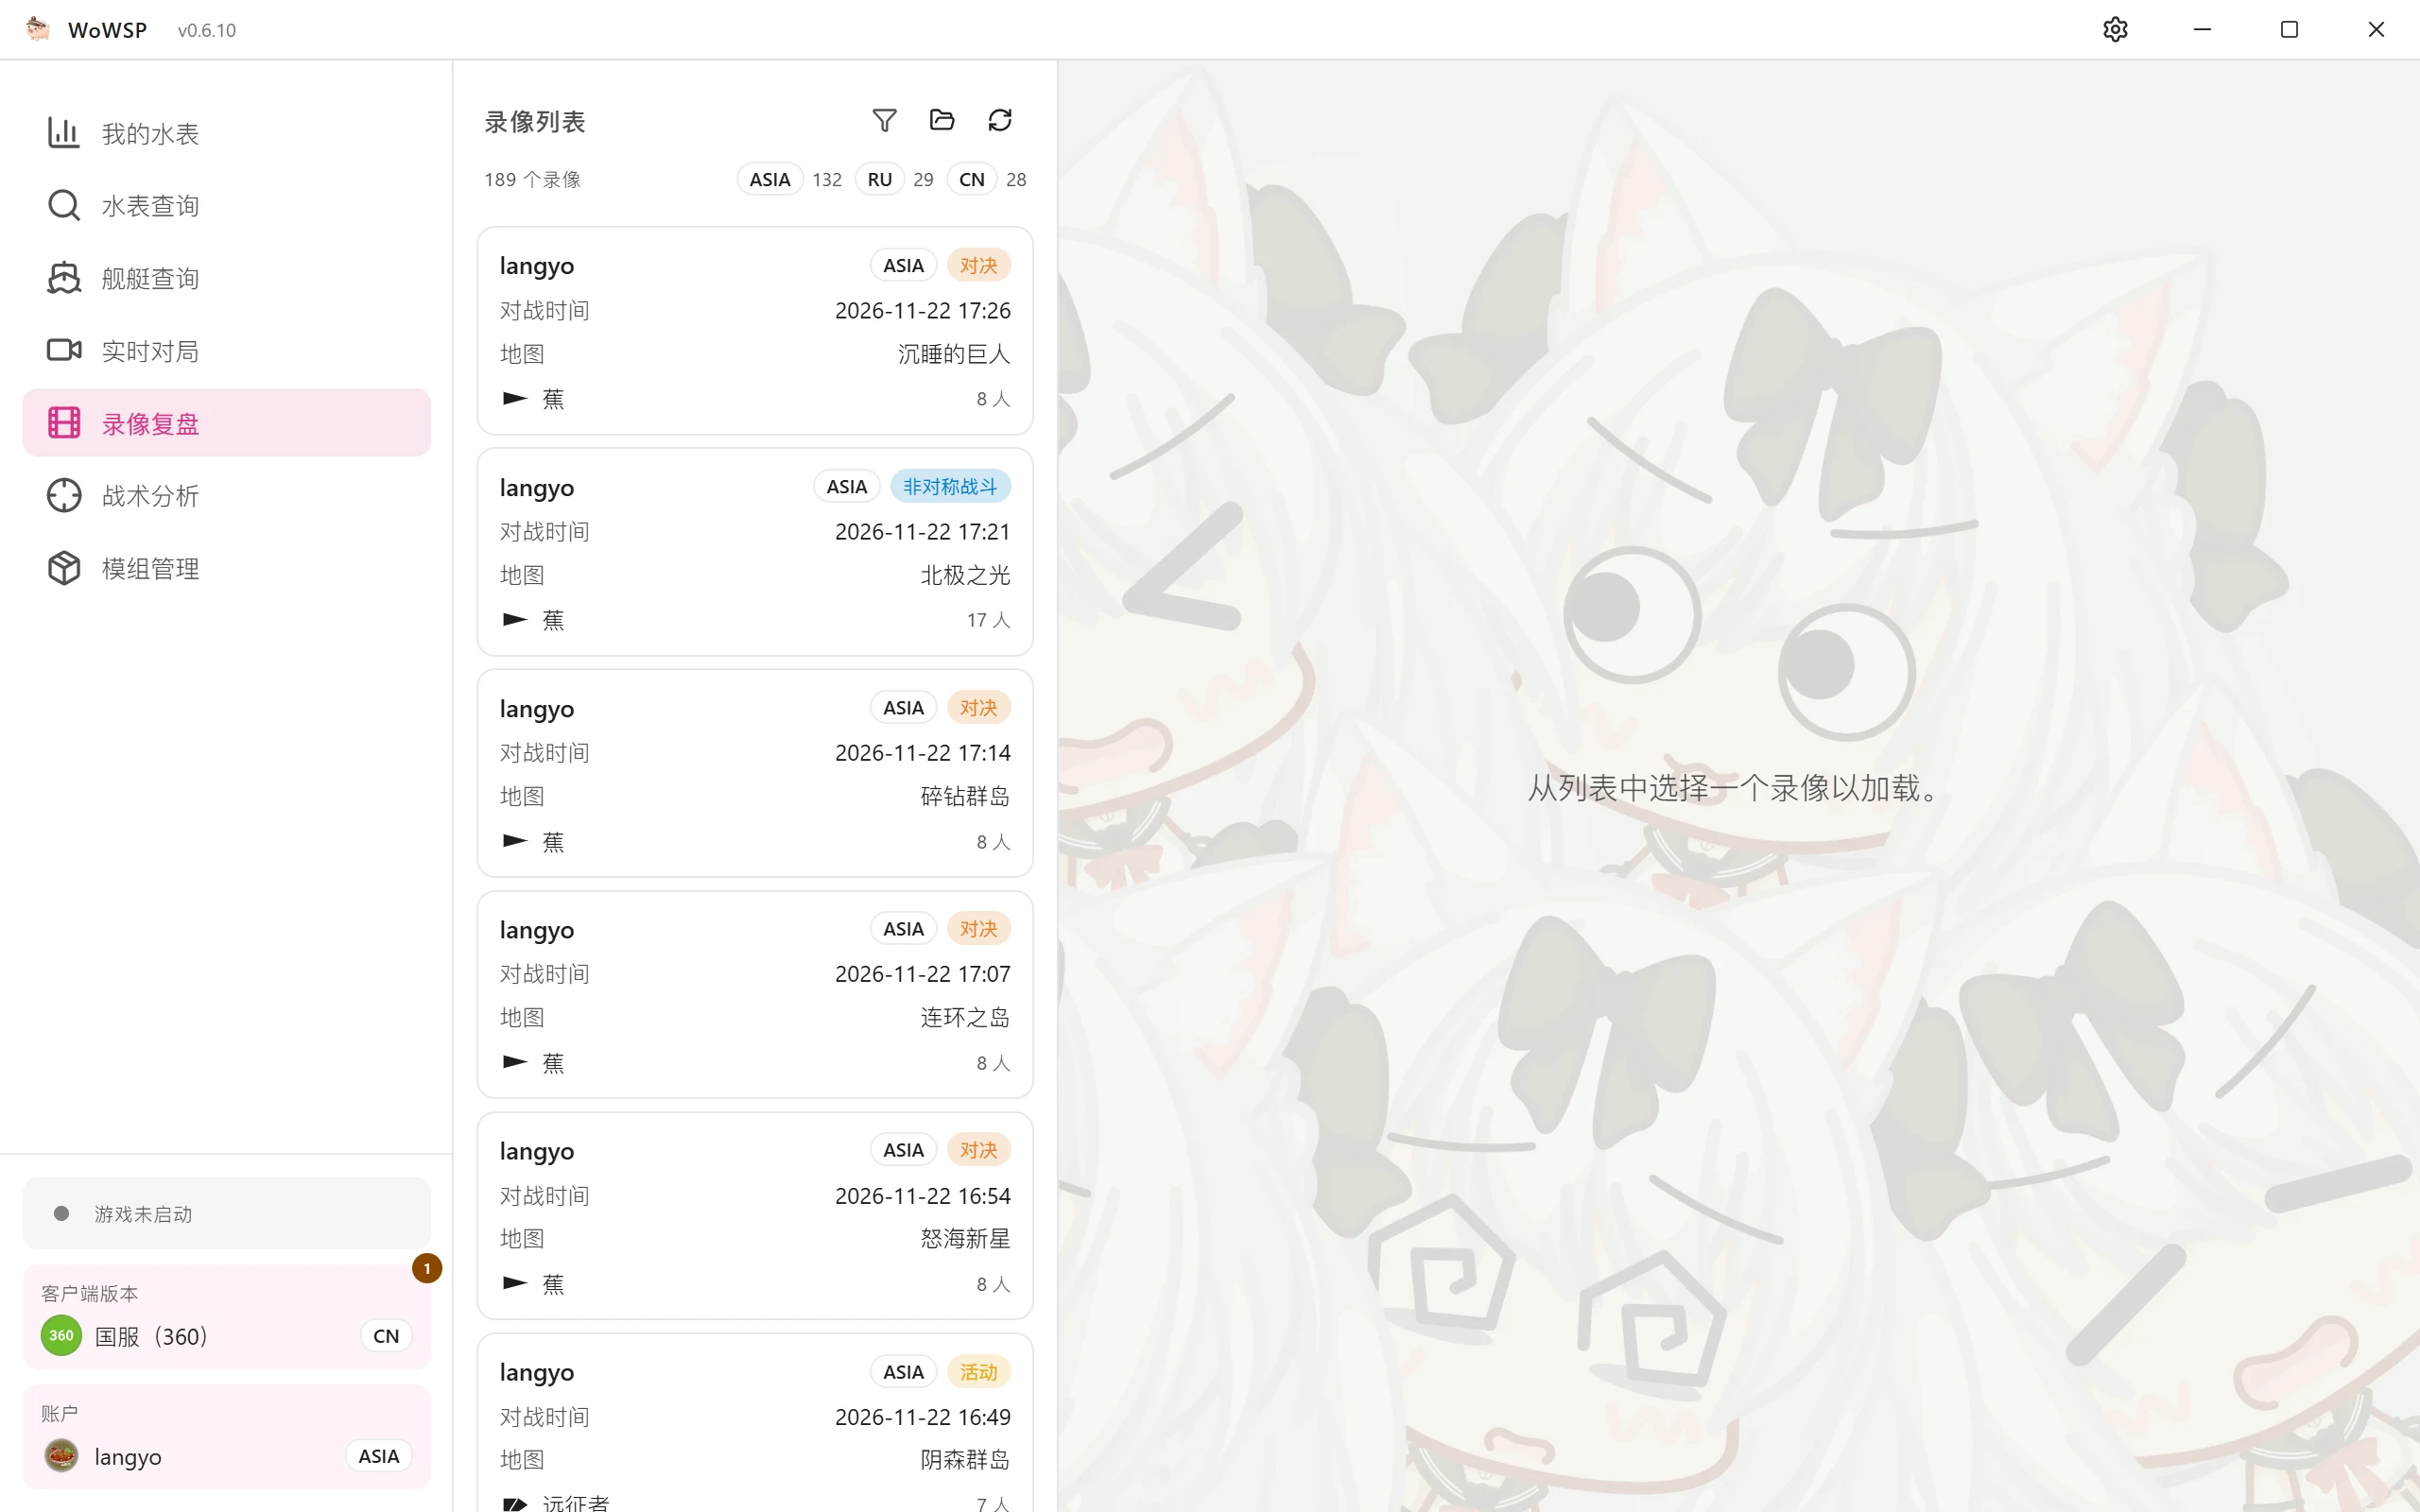 WoWSP v0.6.10
我的水表
水表查询
舰艇查询
实时对局
录像复盘
战术分析
模组管理
游戏未启动
1
客户端版本
360 国服（360） CN
账户
langyo ASIA
录像列表
189 个录像 ASIA 132 RU 29 CN 28
langyo ASIA 对决
对战时间 2026-11-22 17:26
地图 沉睡的巨人
蕉 8 人
langyo ASIA 非对称战斗
对战时间 2026-11-22 17:21
地图 北极之光
蕉 17 人
langyo ASIA 对决
对战时间 2026-11-22 17:14
地图 碎钻群岛
蕉 8 人
langyo ASIA 对决
对战时间 2026-11-22 17:07
地图 连环之岛
蕉 8 人
langyo ASIA 对决
对战时间 2026-11-22 16:54
地图 怒海新星
蕉 8 人
langyo ASIA 活动
对战时间 2026-11-22 16:49
地图 阴森群岛
远征者 7 人
从列表中选择一个录像以加载。